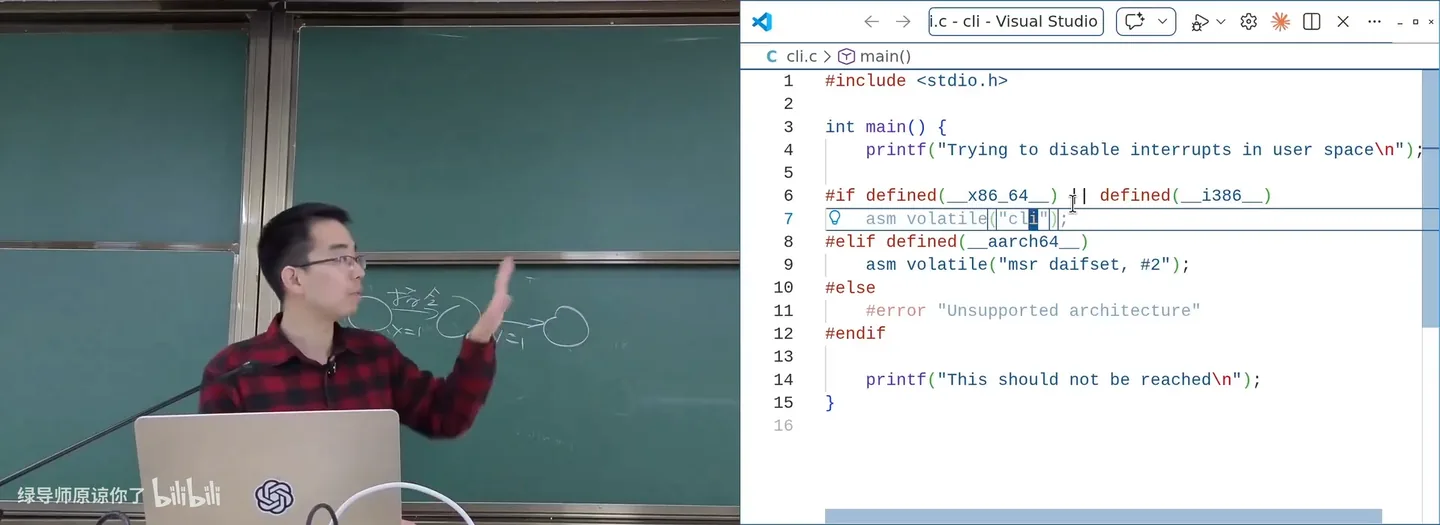 x=1
y=1
绿导师原谅你了 bilibili
i.c - cli - Visual Studio
C cli.c > main()
1 #include <stdio.h>
2
3 int main() {
4 printf("Trying to disable interrupts in user space\n");
5
6 #if defined(__x86_64__) || defined(__i386__)
7 asm volatile("cli");
8 #elif defined(__aarch64__)
9 asm volatile("msr daifset, #2");
10 #else
11 #error "Unsupported architecture"
12 #endif
13
14 printf("This should not be reached\n");
15 }
16